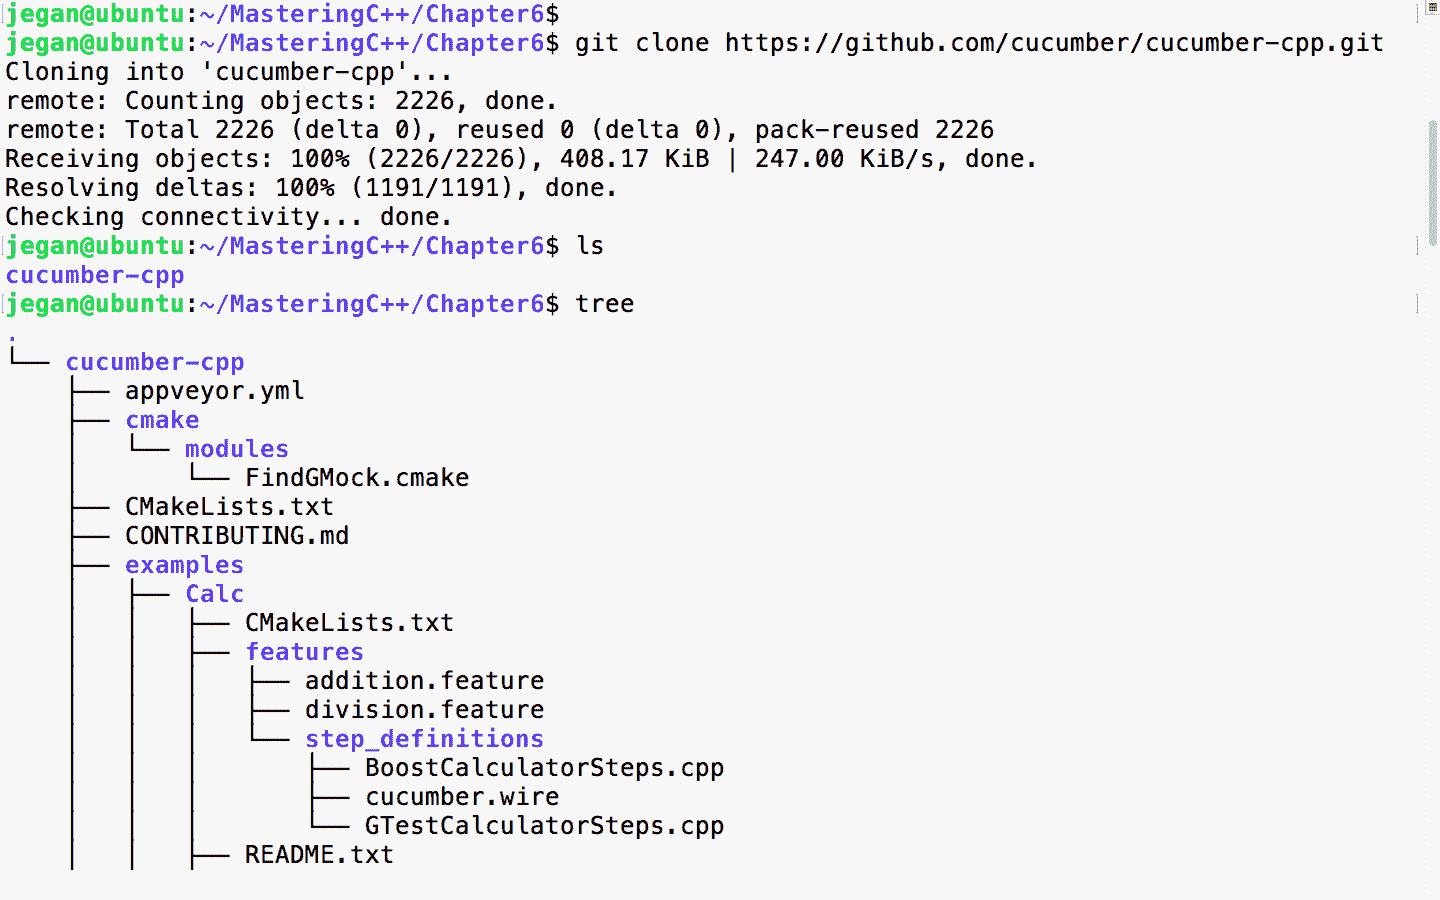 jegan@ubuntu:~/MasteringC++/Chapter6$
jegan@ubuntu:~/MasteringC++/Chapter6$ git clone https://github.com/cucumber/cucumber-cpp.git
Cloning into 'cucumber-cpp'...
remote: Counting objects: 2226, done.
remote: Total 2226 (delta 0), reused 0 (delta 0), pack-reused 2226
Receiving objects: 100% (2226/2226), 408.17 KiB | 247.00 KiB/s, done.
Resolving deltas: 100% (1191/1191), done.
Checking connectivity... done.
jegan@ubuntu:~/MasteringC++/Chapter6$ ls
cucumber-cpp
jegan@ubuntu:~/MasteringC++/Chapter6$ tree
.
└── cucumber-cpp
    ├── appveyor.yml
    ├── cmake
    │   └── modules
    │       └── FindGMock.cmake
    ├── CMakeLists.txt
    ├── CONTRIBUTING.md
    ├── examples
    │   ├── Calc
    │   │   ├── CMakeLists.txt
    │   │   ├── features
    │   │   │   ├── addition.feature
    │   │   │   ├── division.feature
    │   │   │   └── step_definitions
    │   │   │       ├── BoostCalculatorSteps.cpp
    │   │   │       ├── cucumber.wire
    │   │   │       └── GTestCalculatorSteps.cpp
    │   │   ├── README.txt